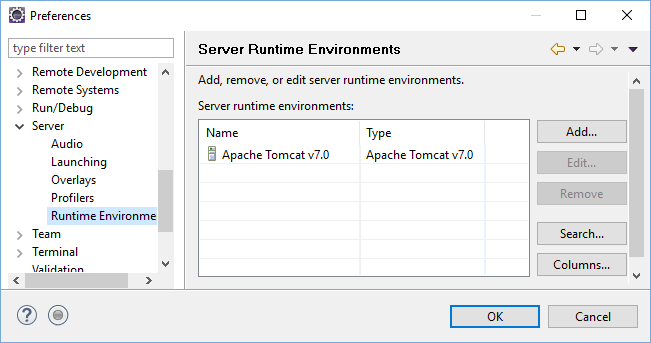 Preferences
type filter text
Remote Development
Remote Systems
Run/Debug
Server
Audio
Launching
Overlays
Profilers
Runtime Environme
Team
Terminal
Validation
Server Runtime Environments
Add, remove, or edit server runtime environments.
Server runtime environments:
Name Type
Apache Tomcat v7.0 Apache Tomcat v7.0
Add...
Edit...
Remove
Search...
Columns...
?
OK Cancel